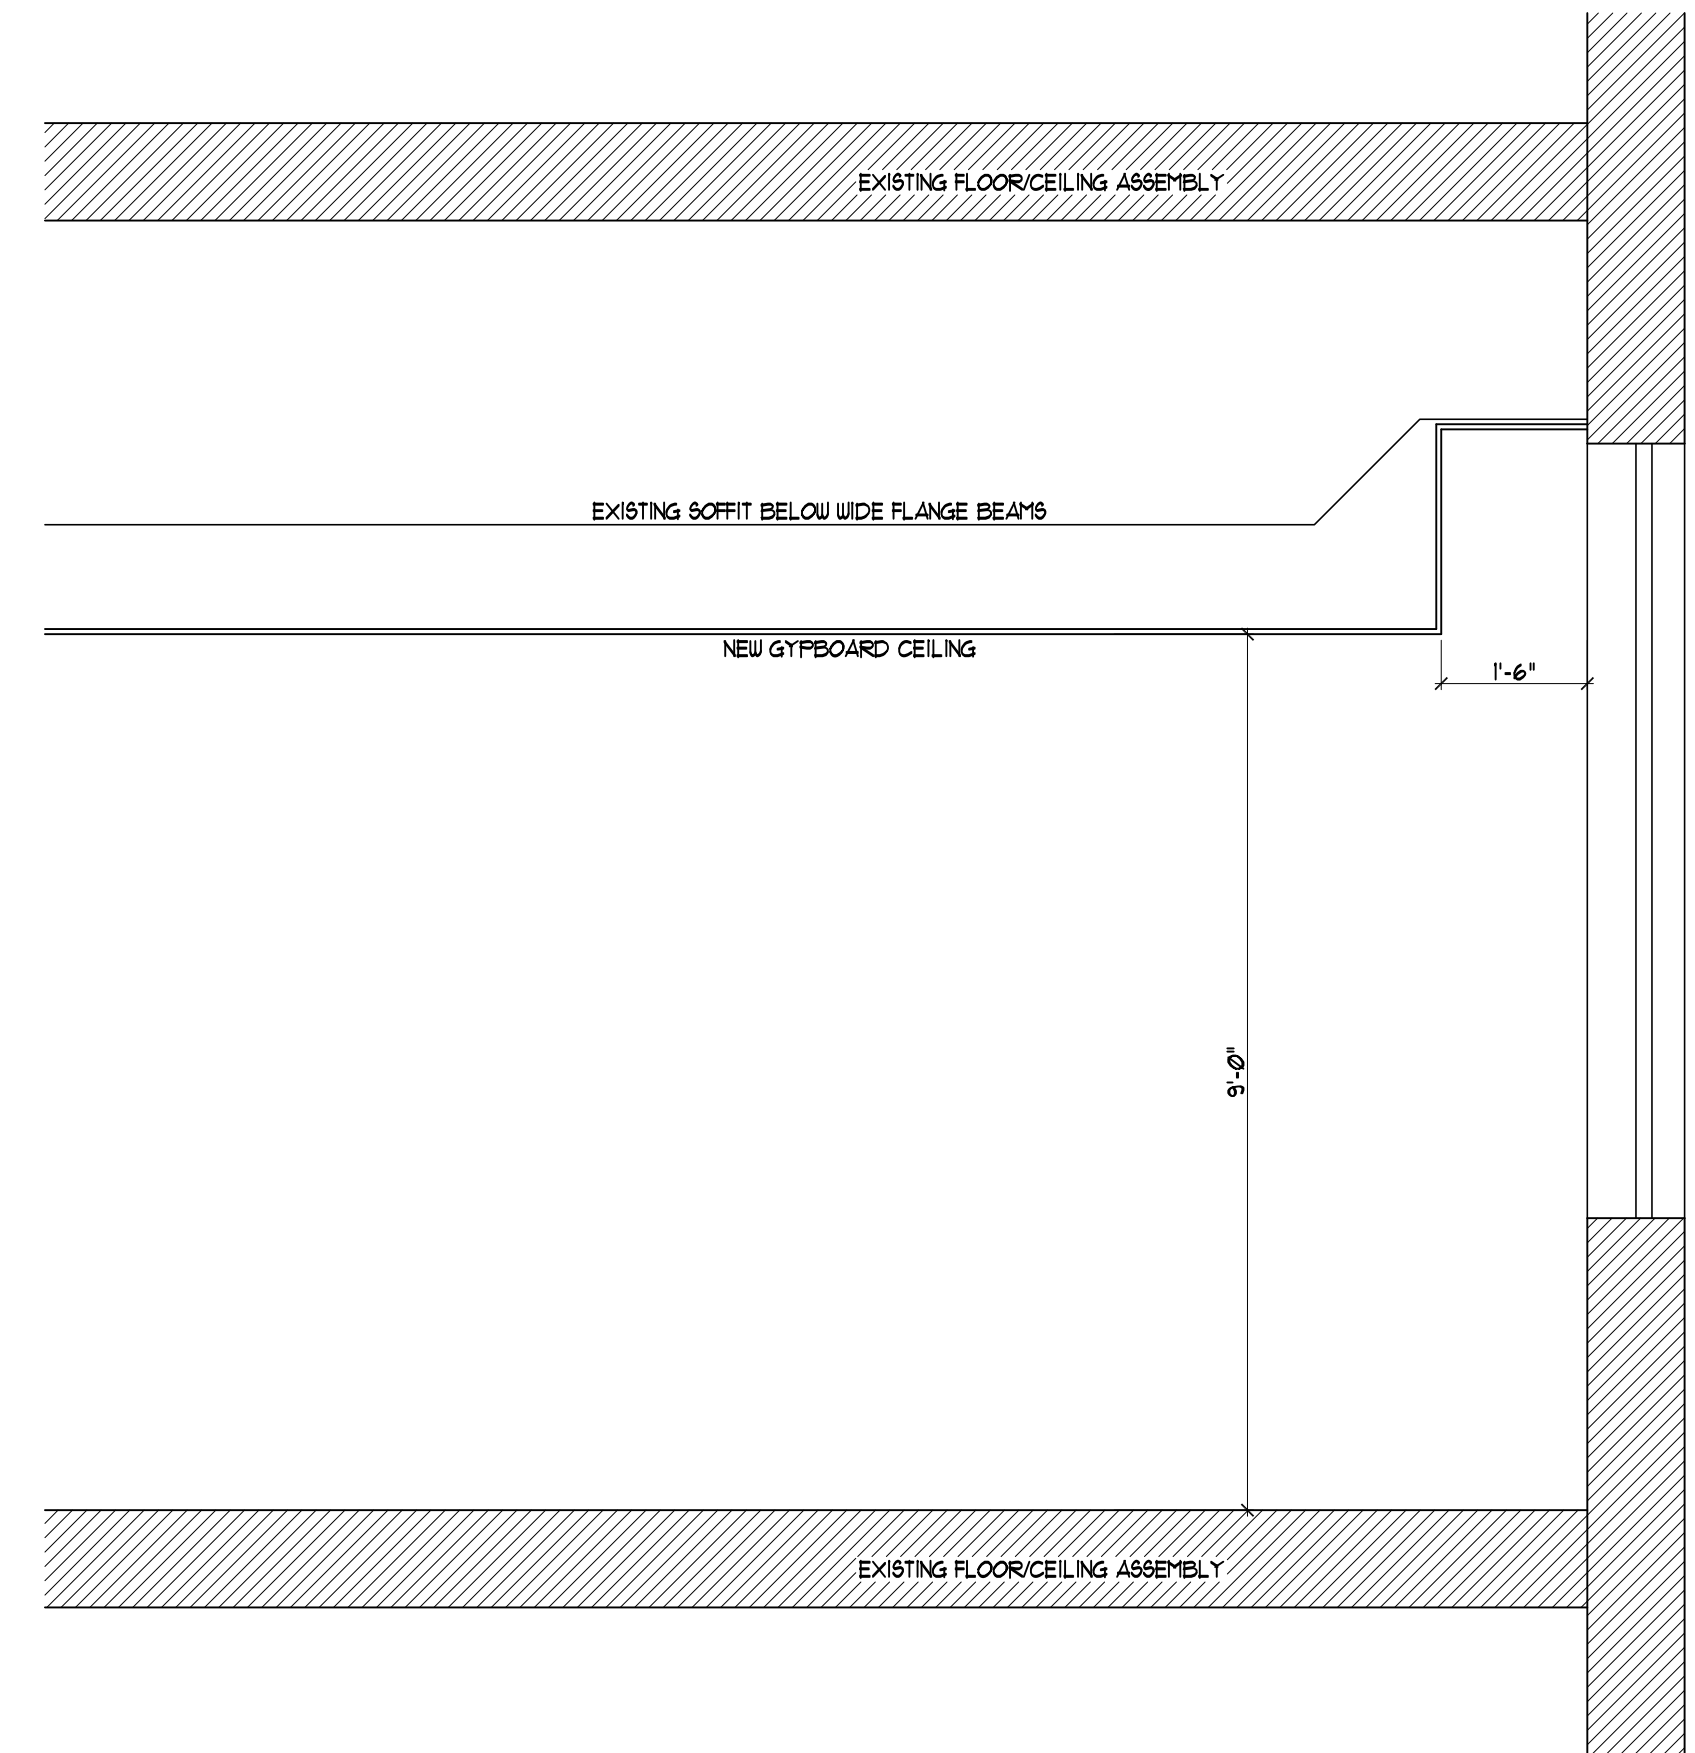 EXISTING FLOOR/CEILING ASSEMBLY
EXISTING SOFFIT BELOW WIDE FLANGE BEAMS
NEW GYPBOARD CEILING
1'-6"
9'-0"
EXISTING FLOOR/CEILING ASSEMBLY